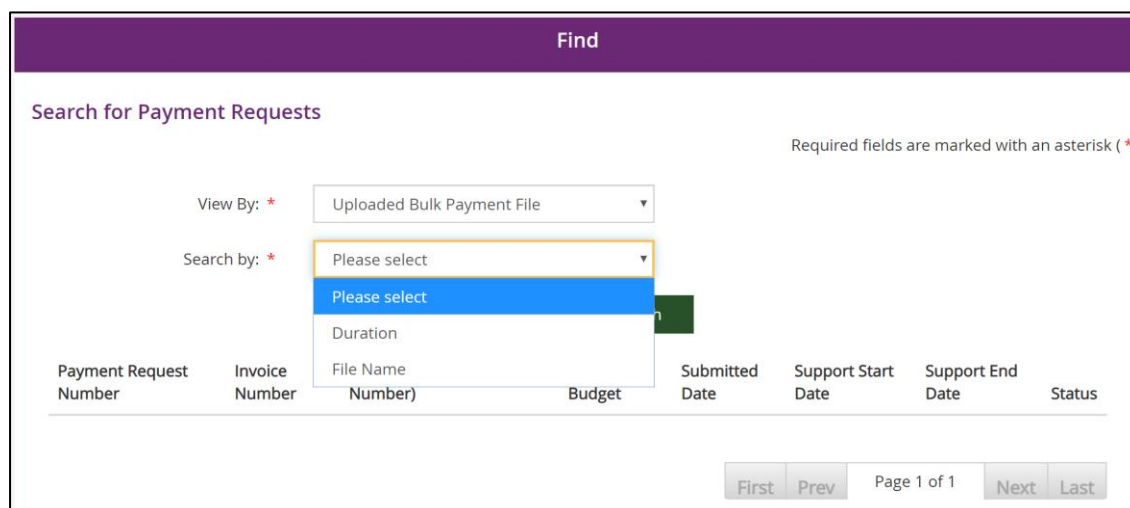 Find
Search for Payment Requests
Required fields are marked with an asterisk ( *
View By: * Uploaded Bulk Payment File
Search by: * Please select
Please select
Duration
File Name
Payment Request Number
Invoice Number
Number)
Budget
Submitted Date
Support Start Date
Support End Date
Status
First Prev Page 1 of 1 Next Last